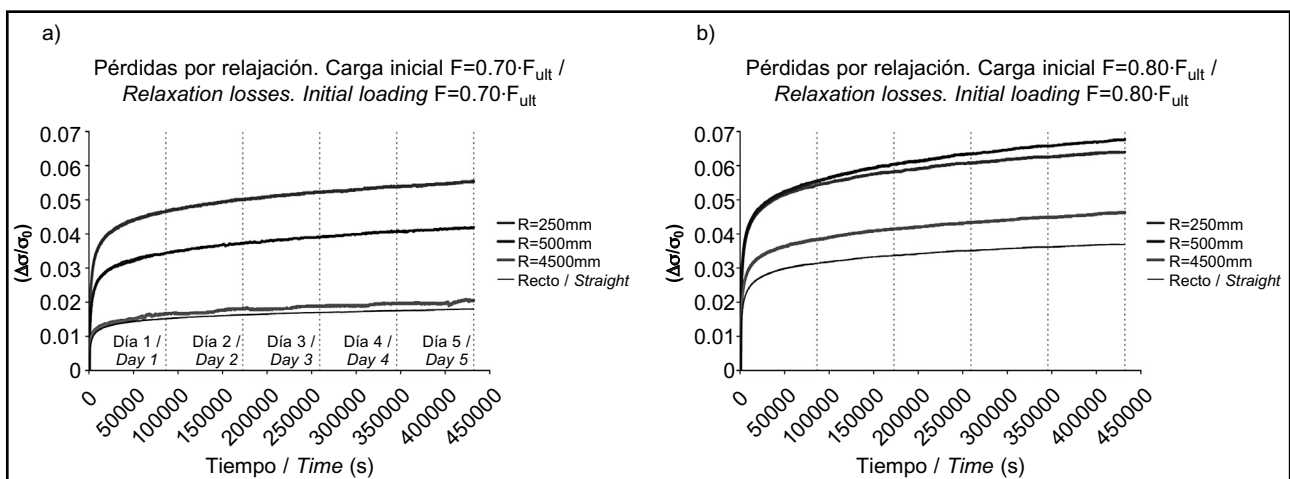 a)
Pérdidas por relajación. Carga inicial F=0.70·Fult /
Relaxation losses. Initial loading F=0.70·Fult
0.07
0.06
0.05
0.04
0.03
0.02
0.01
0
(Δσ/σ0)
R=250mm
R=500mm
R=4500mm
Recto / Straight
Día 1 /
Day 1
Día 2 /
Day 2
Día 3 /
Day 3
Día 4 /
Day 4
Día 5 /
Day 5
0
50000
100000
150000
200000
250000
300000
350000
400000
450000
Tiempo / Time (s)
b)
Pérdidas por relajación. Carga inicial F=0.80·Fult /
Relaxation losses. Initial loading F=0.80·Fult
0.07
0.06
0.05
0.04
0.03
0.02
0.01
0
(Δσ/σ0)
R=250mm
R=500mm
R=4500mm
Recto / Straight
0
50000
100000
150000
200000
250000
300000
350000
400000
450000
Tiempo / Time (s)